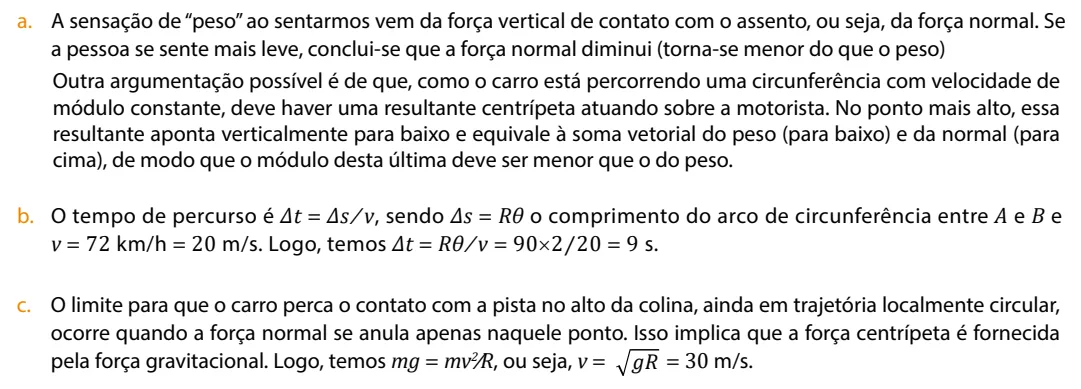 a. A sensação de “peso” ao sentarmos vem da força vertical de contato com o assento, ou seja, da força normal. Se
a pessoa se sente mais leve, conclui-se que a força normal diminui (torna-se menor do que o peso)
Outra argumentação possível é de que, como o carro está percorrendo uma circunferência com velocidade de
módulo constante, deve haver uma resultante centrípeta atuando sobre a motorista. No ponto mais alto, essa
resultante aponta verticalmente para baixo e equivale à soma vetorial do peso (para baixo) e da normal (para
cima), de modo que o módulo desta última deve ser menor que o do peso.
b. O tempo de percurso é Δt = Δs/v, sendo Δs = Rθ o comprimento do arco de circunferência entre A e B e
v = 72 km/h = 20 m/s. Logo, temos Δt = Rθ/v = 90×2/20 = 9 s.
c. O limite para que o carro perca o contato com a pista no alto da colina, ainda em trajetória localmente circular,
ocorre quando a força normal se anula apenas naquele ponto. Isso implica que a força centrípeta é fornecida
pela força gravitacional. Logo, temos mg = mv²/R, ou seja, v = √gR = 30 m/s.